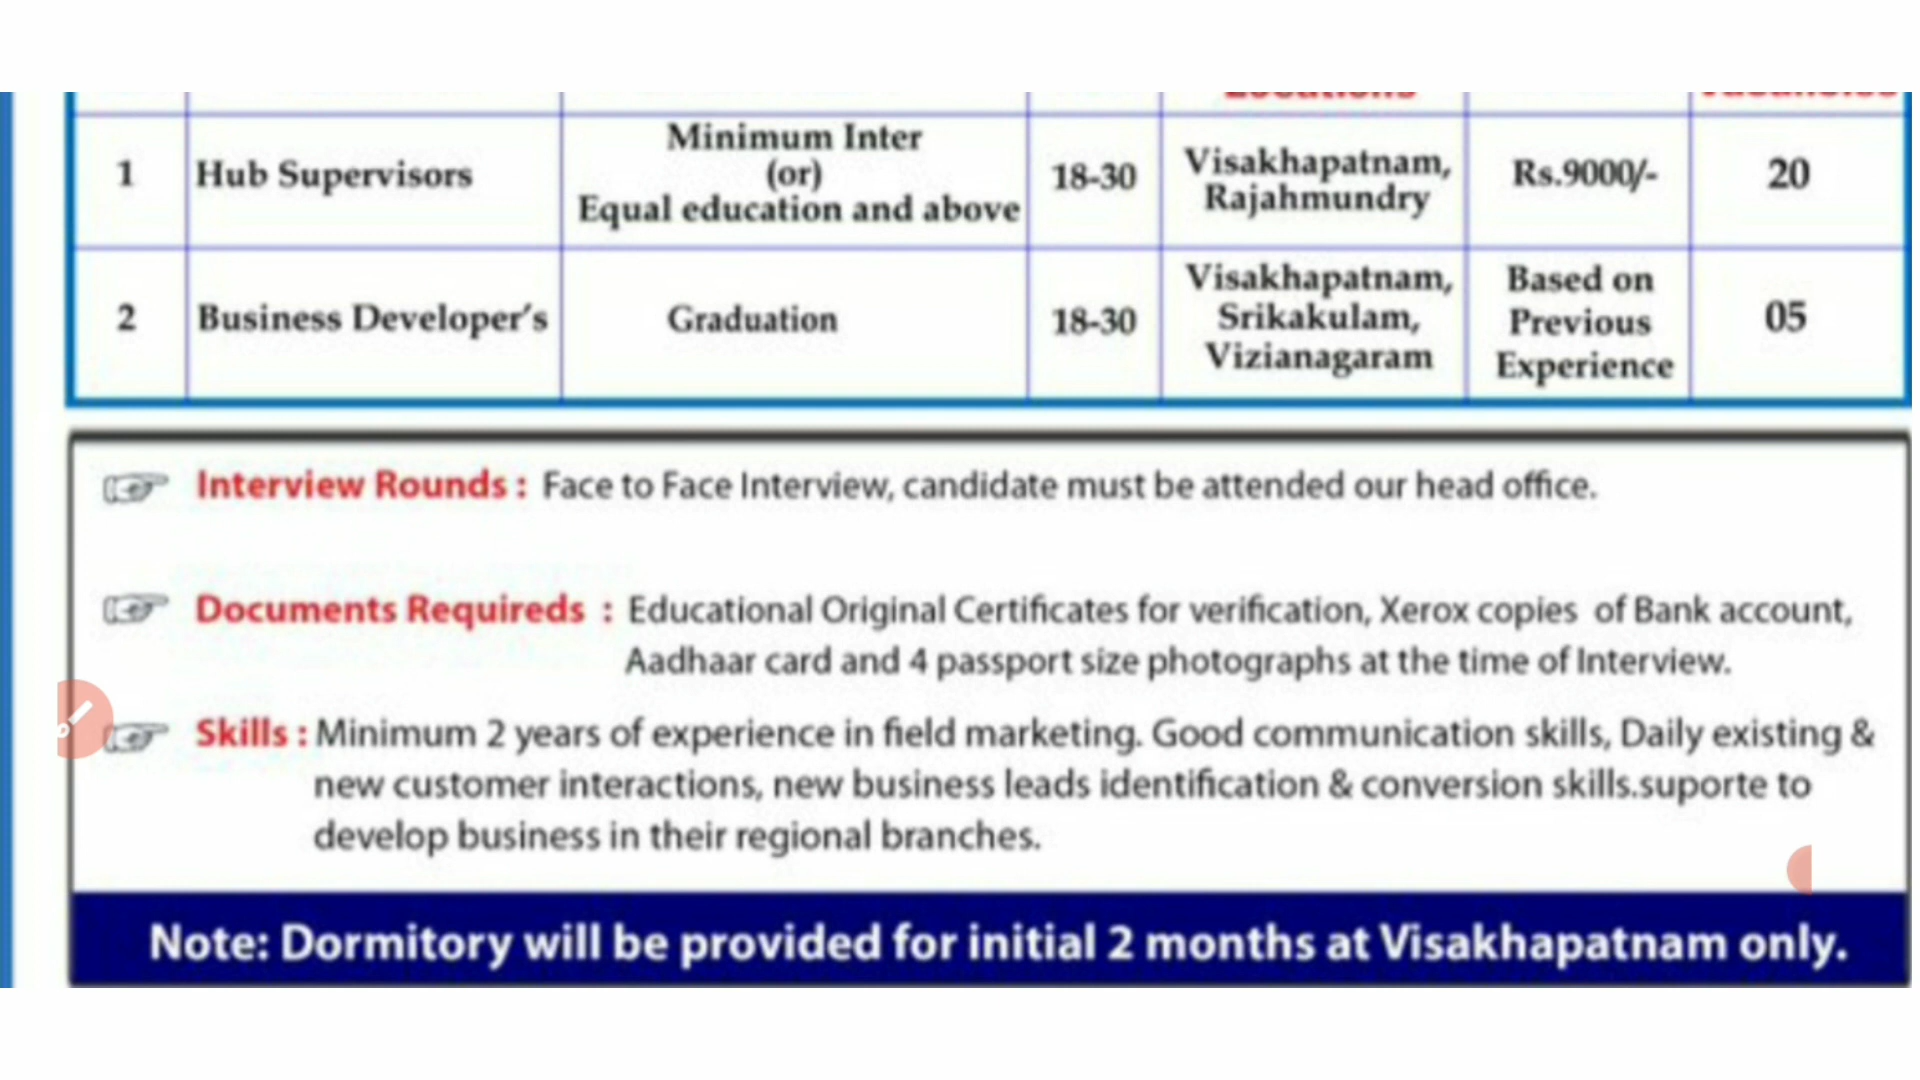 Locations
1
Hub Supervisors
Minimum Inter
(or)
Equal education and above
18-30
Visakhapatnam,
Rajahmundry
Rs.9000/-
20
2
Business Developer's
Graduation
18-30
Visakhapatnam,
Srikakulam,
Vizianagaram
Based on
Previous
Experience
05
Interview Rounds : Face to Face Interview, candidate must be attended our head office.
Documents Requireds : Educational Original Certificates for verification, Xerox copies of Bank account,
Aadhaar card and 4 passport size photographs at the time of Interview.
Skills : Minimum 2 years of experience in field marketing. Good communication skills, Daily existing &
new customer interactions, new business leads identification & conversion skills.suporte to
develop business in their regional branches.
Note: Dormitory will be provided for initial 2 months at Visakhapatnam only.